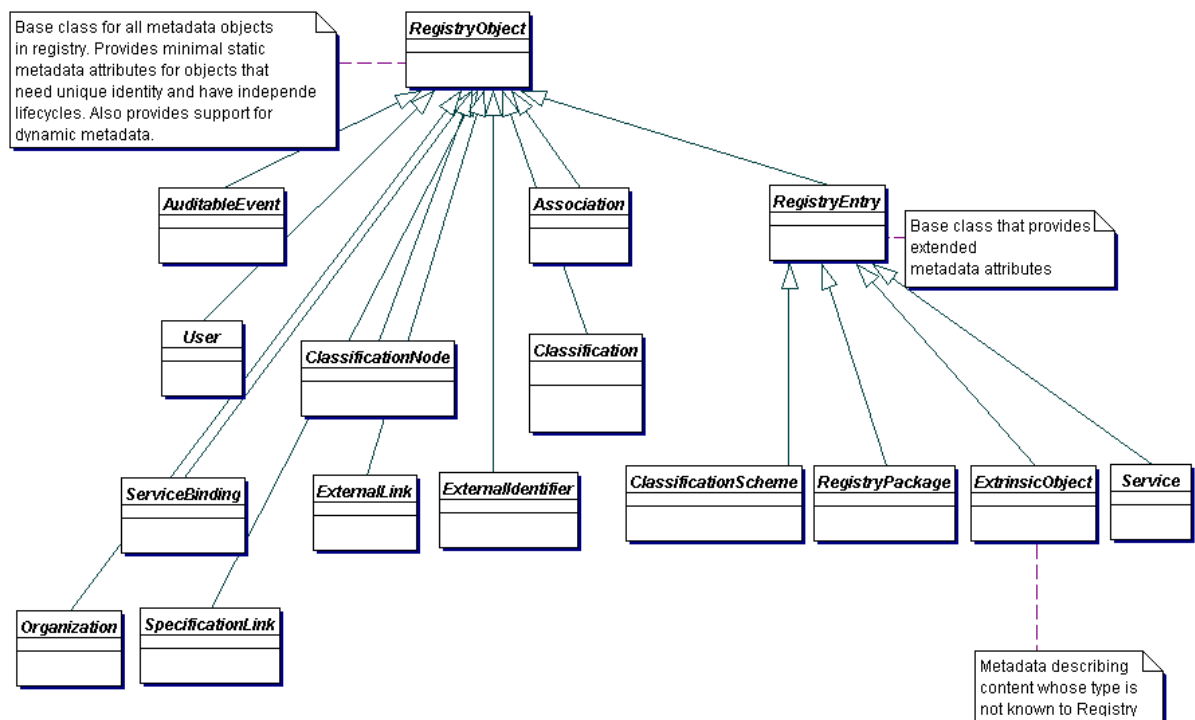 Base class for all metadata objects
in registry. Provides minimal static
metadata attributes for objects that
need unique identity and have independe
lifecycles. Also provides support for
dynamic metadata.
RegistryObject
AuditableEvent
Association
RegistryEntry
Base class that provides
extended
metadata attributes
User
ClassificationNode
Classification
ServiceBinding
ExternalLink
ExternalIdentifier
ClassificationScheme
RegistryPackage
ExtrinsicObject
Service
Organization
SpecificationLink
Metadata describing
content whose type is
not known to Registry